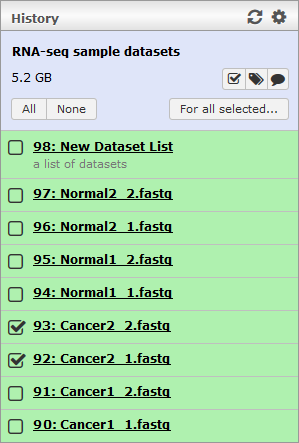 History
RNA-seq sample datasets
5.2 GB
All None For all selected...
98: New Dataset List
a list of datasets
97: Normal2_2.fastq
96: Normal2_1.fastq
95: Normal1_2.fastq
94: Normal1_1.fastq
93: Cancer2_2.fastq
92: Cancer2_1.fastq
91: Cancer1_2.fastq
90: Cancer1_1.fastq